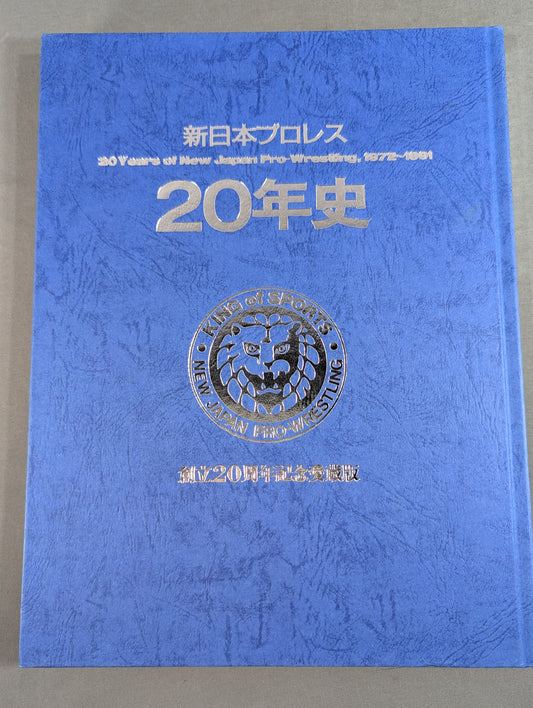 新日本プロレス
20 Years of New Japan Pro-Wrestling, 1972~1991
20年史
KING of SPORTS
NEW JAPAN PRO-WRESTLING
創立20周年記念愛蔵版